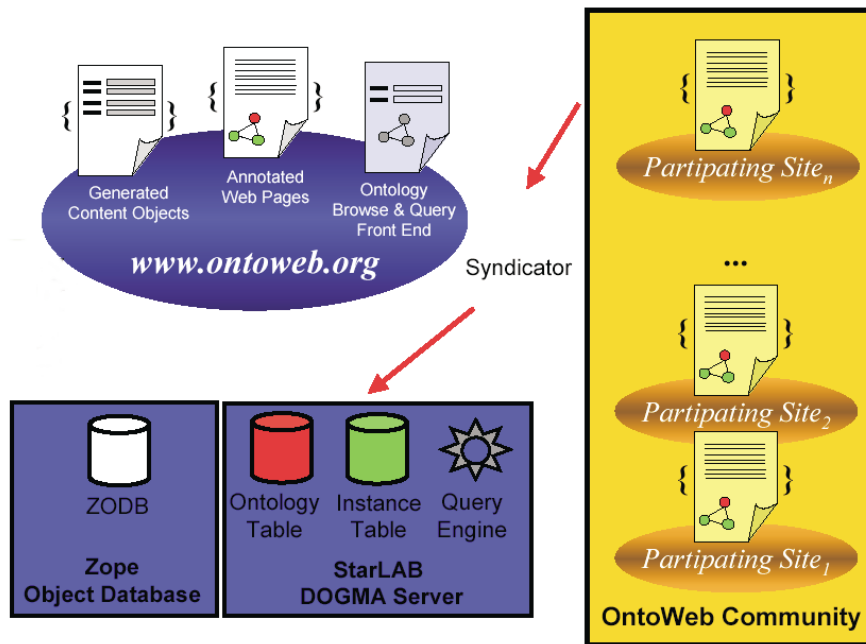 Generated
Content Objects
Annotated
Web Pages
Ontology
Browse & Query
Front End
www.ontoweb.org
Syndicator
ZODB
Zope
Object Database
Ontology
Table
Instance
Table
Query
Engine
StarLAB
DOGMA Server
{ }
{ }
{ }
Partipating Siteₙ
...
{ }
Partipating Site₂
{ }
Partipating Site₁
OntoWeb Community